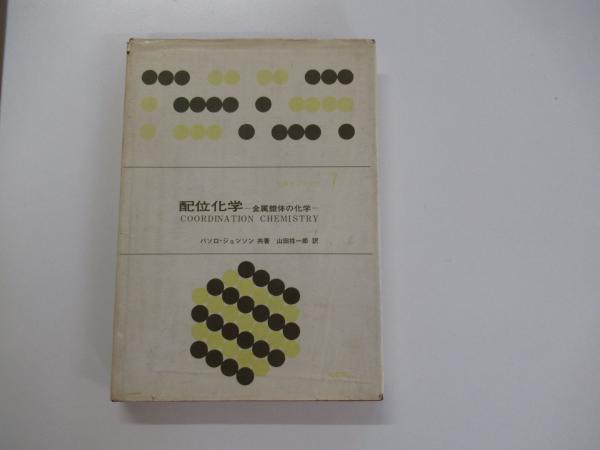 7
配位化学 —金属錯体の化学—
COORDINATION CHEMISTRY
バソロ・ジョンソン 共著 山田祥一郎 訳